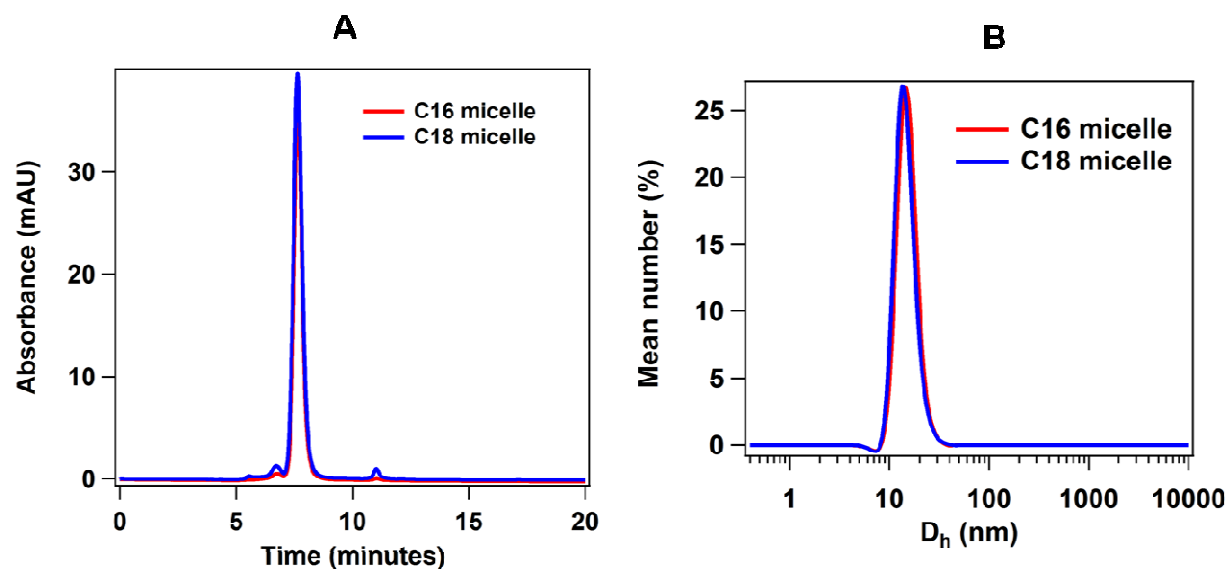 A
Absorbance (mAU)
30
20
10
0
C16 micelle
C18 micelle
0 5 10 15 20
Time (minutes)
B
Mean number (%)
25
20
15
10
5
0
C16 micelle
C18 micelle
1 10 100 1000 10000
Dₕ (nm)